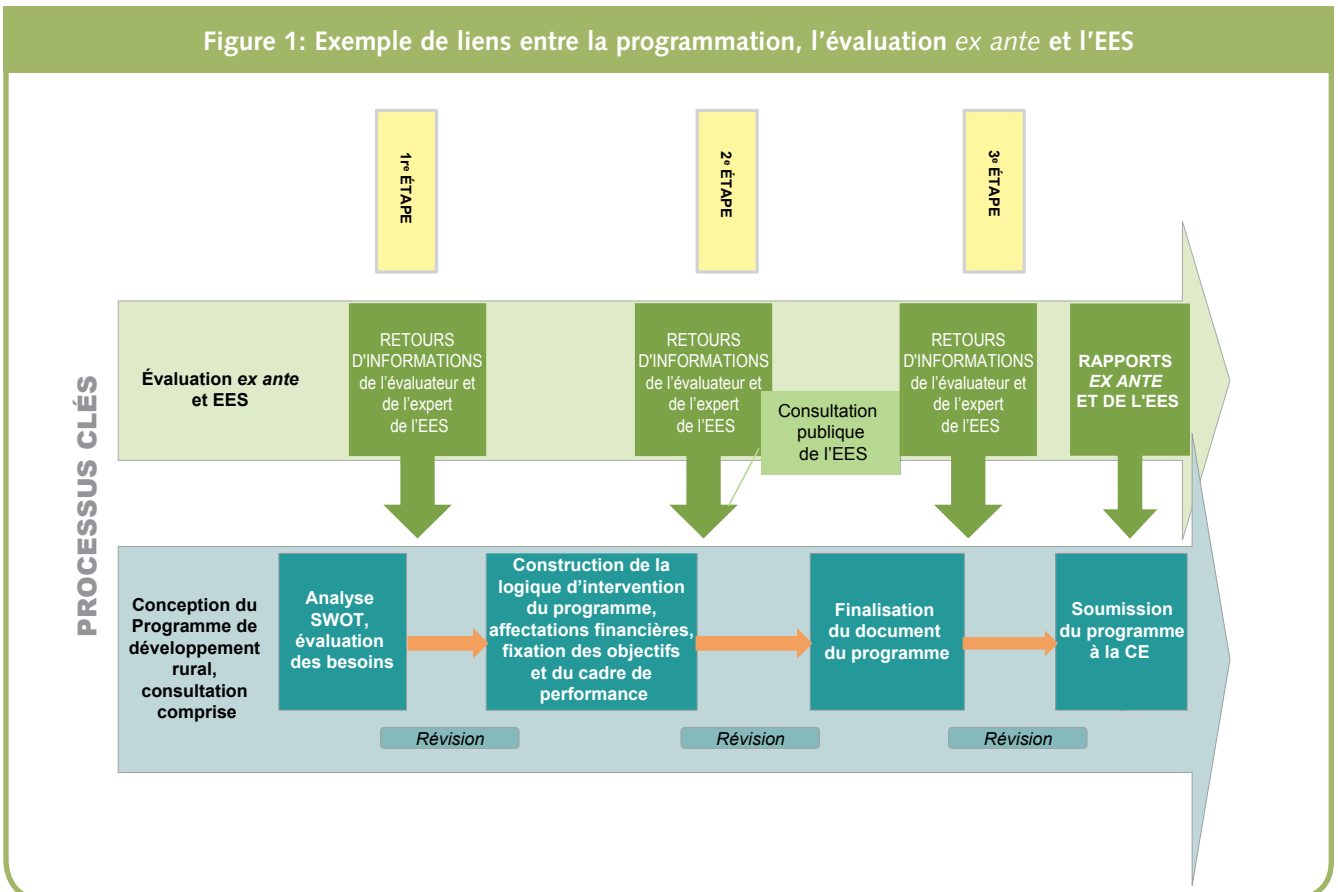 Figure 1: Exemple de liens entre la programmation, l'évaluation ex ante et l'EES
1re ÉTAPE
2e ÉTAPE
3e ÉTAPE
PROCESSUS CLÉS
Évaluation ex ante
et EES
RETOURS
D'INFORMATIONS
de l'évaluateur et
de l'expert
de l'EES
RETOURS
D'INFORMATIONS
de l'évaluateur et
de l'expert
de l'EES
Consultation
publique
de l'EES
RETOURS
D'INFORMATIONS
de l'évaluateur et
de l'expert
de l'EES
RAPPORTS
EX ANTE
ET DE L'EES
Conception du
Programme de
développement
rural,
consultation
comprise
Analyse
SWOT,
évaluation
des besoins
Construction de la
logique d'intervention
du programme,
affectations financières,
fixation des objectifs
et du cadre de
performance
Finalisation
du document
du programme
Soumission
du programme
à la CE
Révision
Révision
Révision